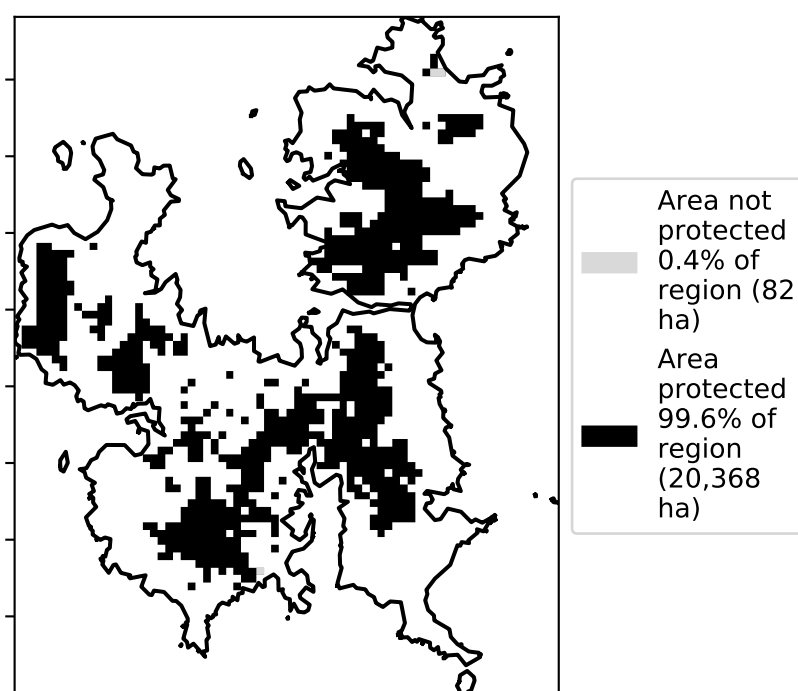 Area not
protected
0.4% of
region (82
ha)
Area
protected
99.6% of
region
(20,368
ha)